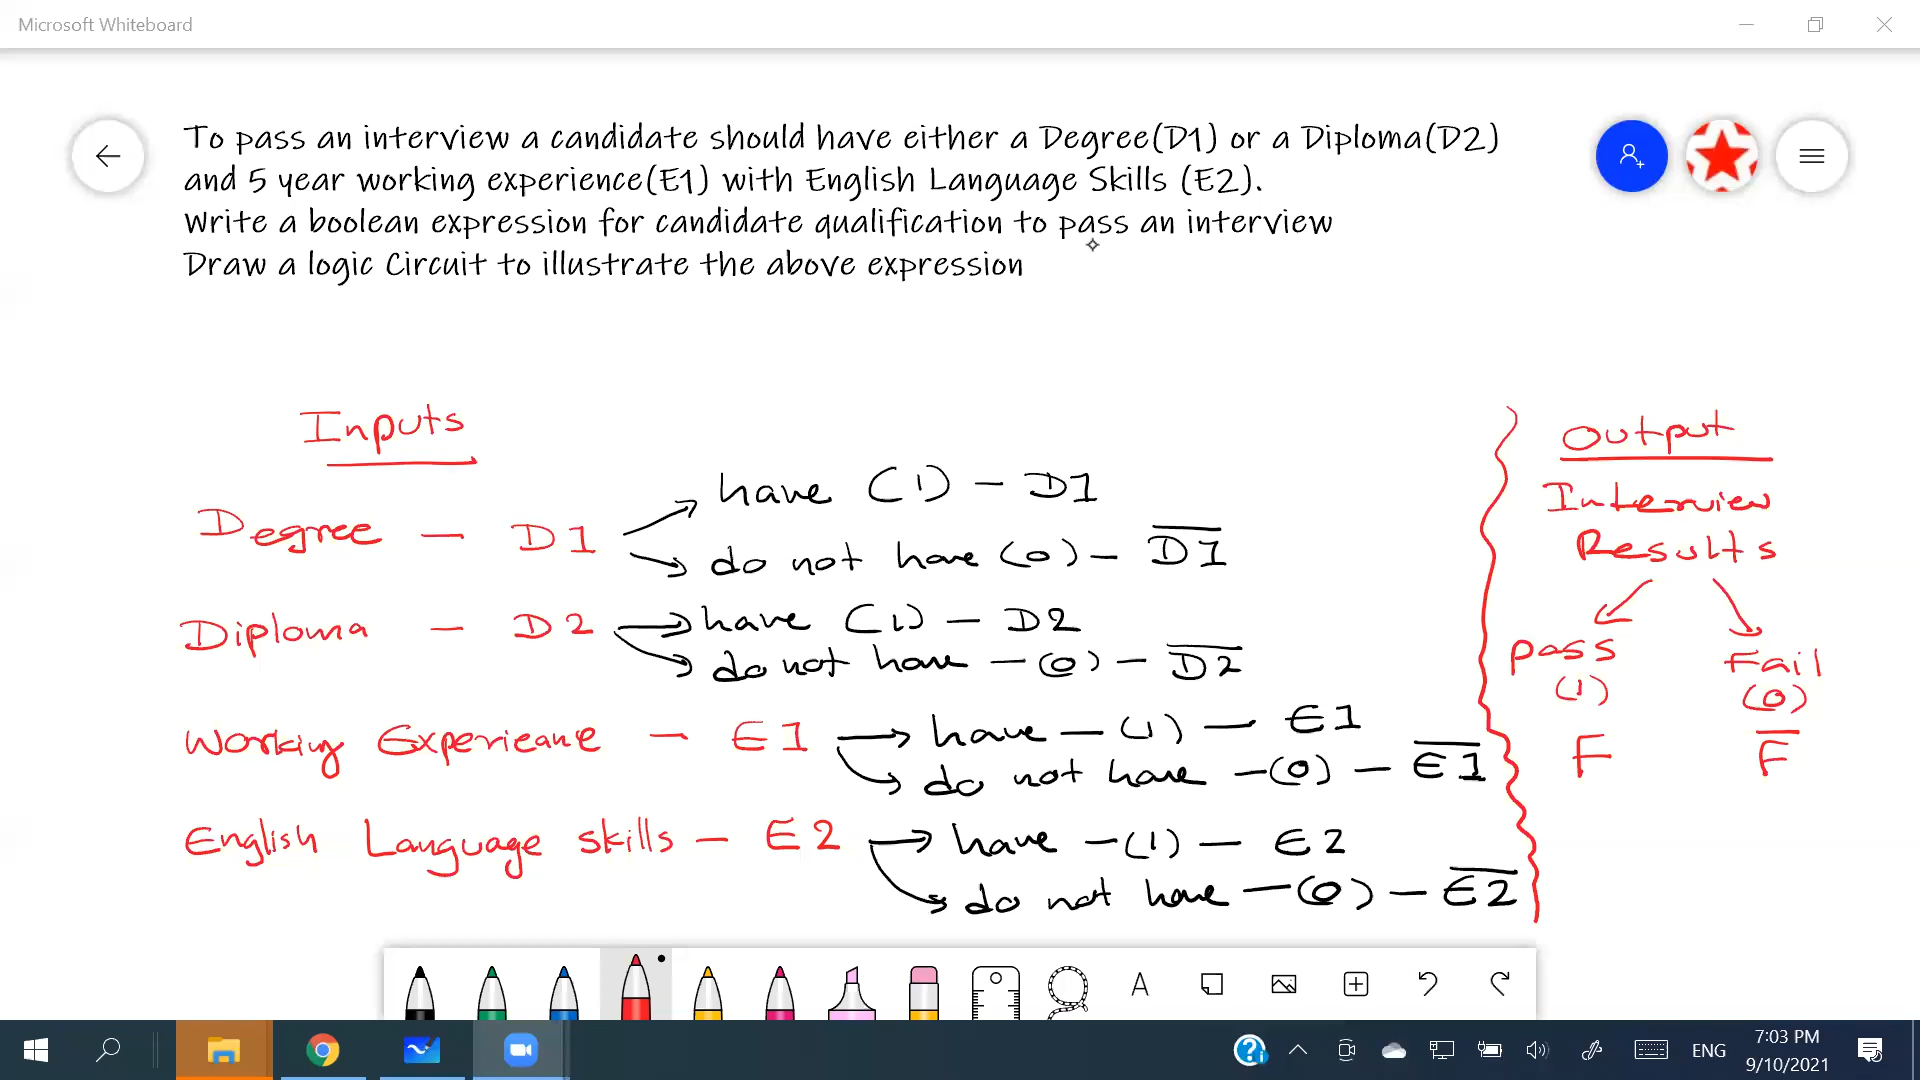 Microsoft Whiteboard
To pass an interview a candidate should have either a Degree(D1) or a Diploma(D2)
and 5 year working experience(E1) with English Language Skills (E2).
Write a boolean expression for candidate qualification to pass an interview
Draw a logic Circuit to illustrate the above expression
Inputs
Degree — D1
have (1) — D1
do not have (0) — D̅1̅
Diploma — D2
have (1) — D2
do not have — (0) — D̅2̅
Working Experieance — E1
have — (1) — E1
do not have — (0) — E̅1̅
English Language skills — E2
have — (1) — E2
do not have — (0) — E̅2̅
Output
Interview
Results
Pass
(1)
F
Fail
(0)
F̅
A
ENG
7:03 PM
9/10/2021